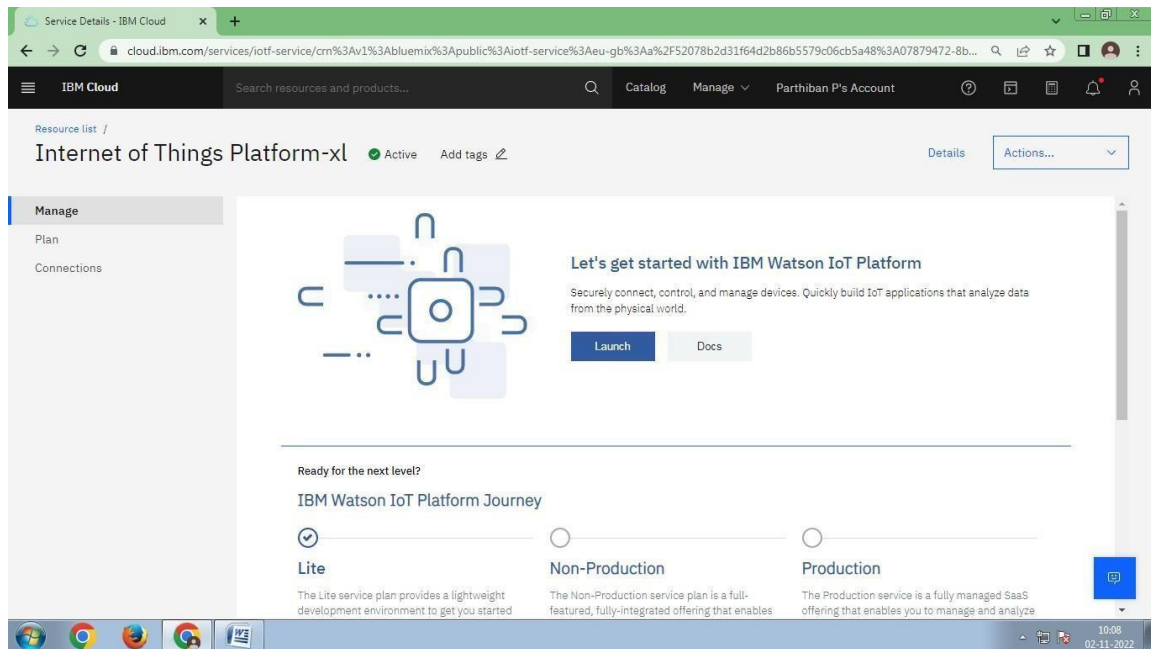 Service Details - IBM Cloud
cloud.ibm.com/services/iotf-service/crn%3Av1%3Abluemix%3Apublic%3Aiotf-service%3Aeu-gb%3Aa%2F52078b2d31f64d2b86b5579c06cb5a48%3A07879472-8b...
IBM Cloud Search resources and products... Catalog Manage Parthiban P's Account
Resource list /
Internet of Things Platform-xl Active Add tags Details Actions...
Manage
Plan
Connections
Let's get started with IBM Watson IoT Platform
Securely connect, control, and manage devices. Quickly build IoT applications that analyze data
from the physical world.
Launch Docs
Ready for the next level?
IBM Watson IoT Platform Journey
Lite Non-Production Production
The Lite service plan provides a lightweight The Non-Production service plan is a full- The Production service is a fully managed SaaS
development environment to get you started featured, fully-integrated offering that enables offering that enables you to manage and analyze
10:08
02-11-2022